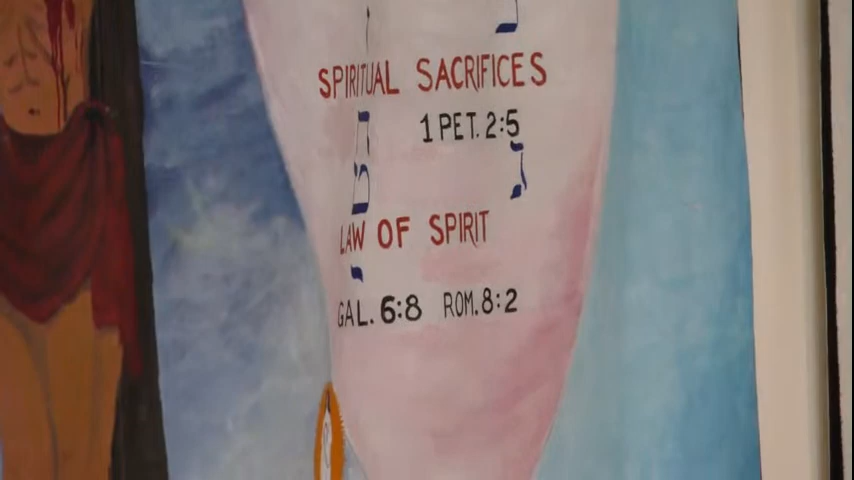 SPIRITUAL SACRIFICES
1 PET. 2:5
LAW OF SPIRIT
GAL. 6:8 ROM. 8:2